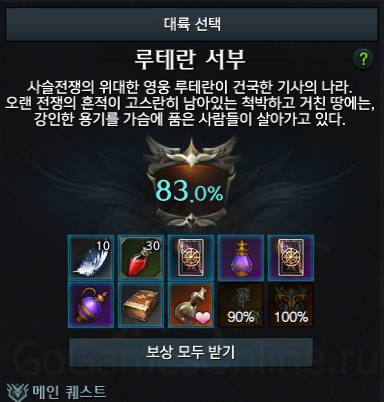 대륙 선택
루테란 서부
?
사슬전쟁의 위대한 영웅 루테란이 건국한 기사의 나라.
오랜 전쟁의 흔적이 고스란히 남아있는 척박하고 거친 땅에는,
강인한 용기를 가슴에 품은 사람들이 살아가고 있다.
83.0%
10 30
90% 100%
보상 모두 받기
GoGamesOnline.ru
메인 퀘스트